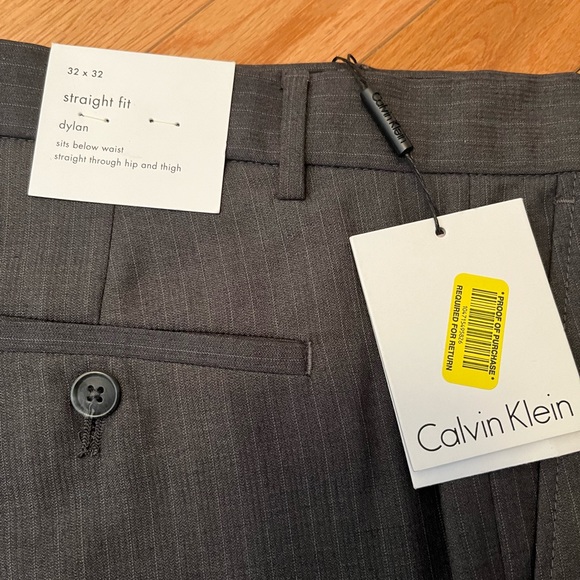 32 x 32
straight fit
dylan
sits below waist
straight through hip and thigh
Calvin Klein
* PROOF OF PURCHASE *
10471560806
REQUIRED FOR RETURN
Calvin Klein